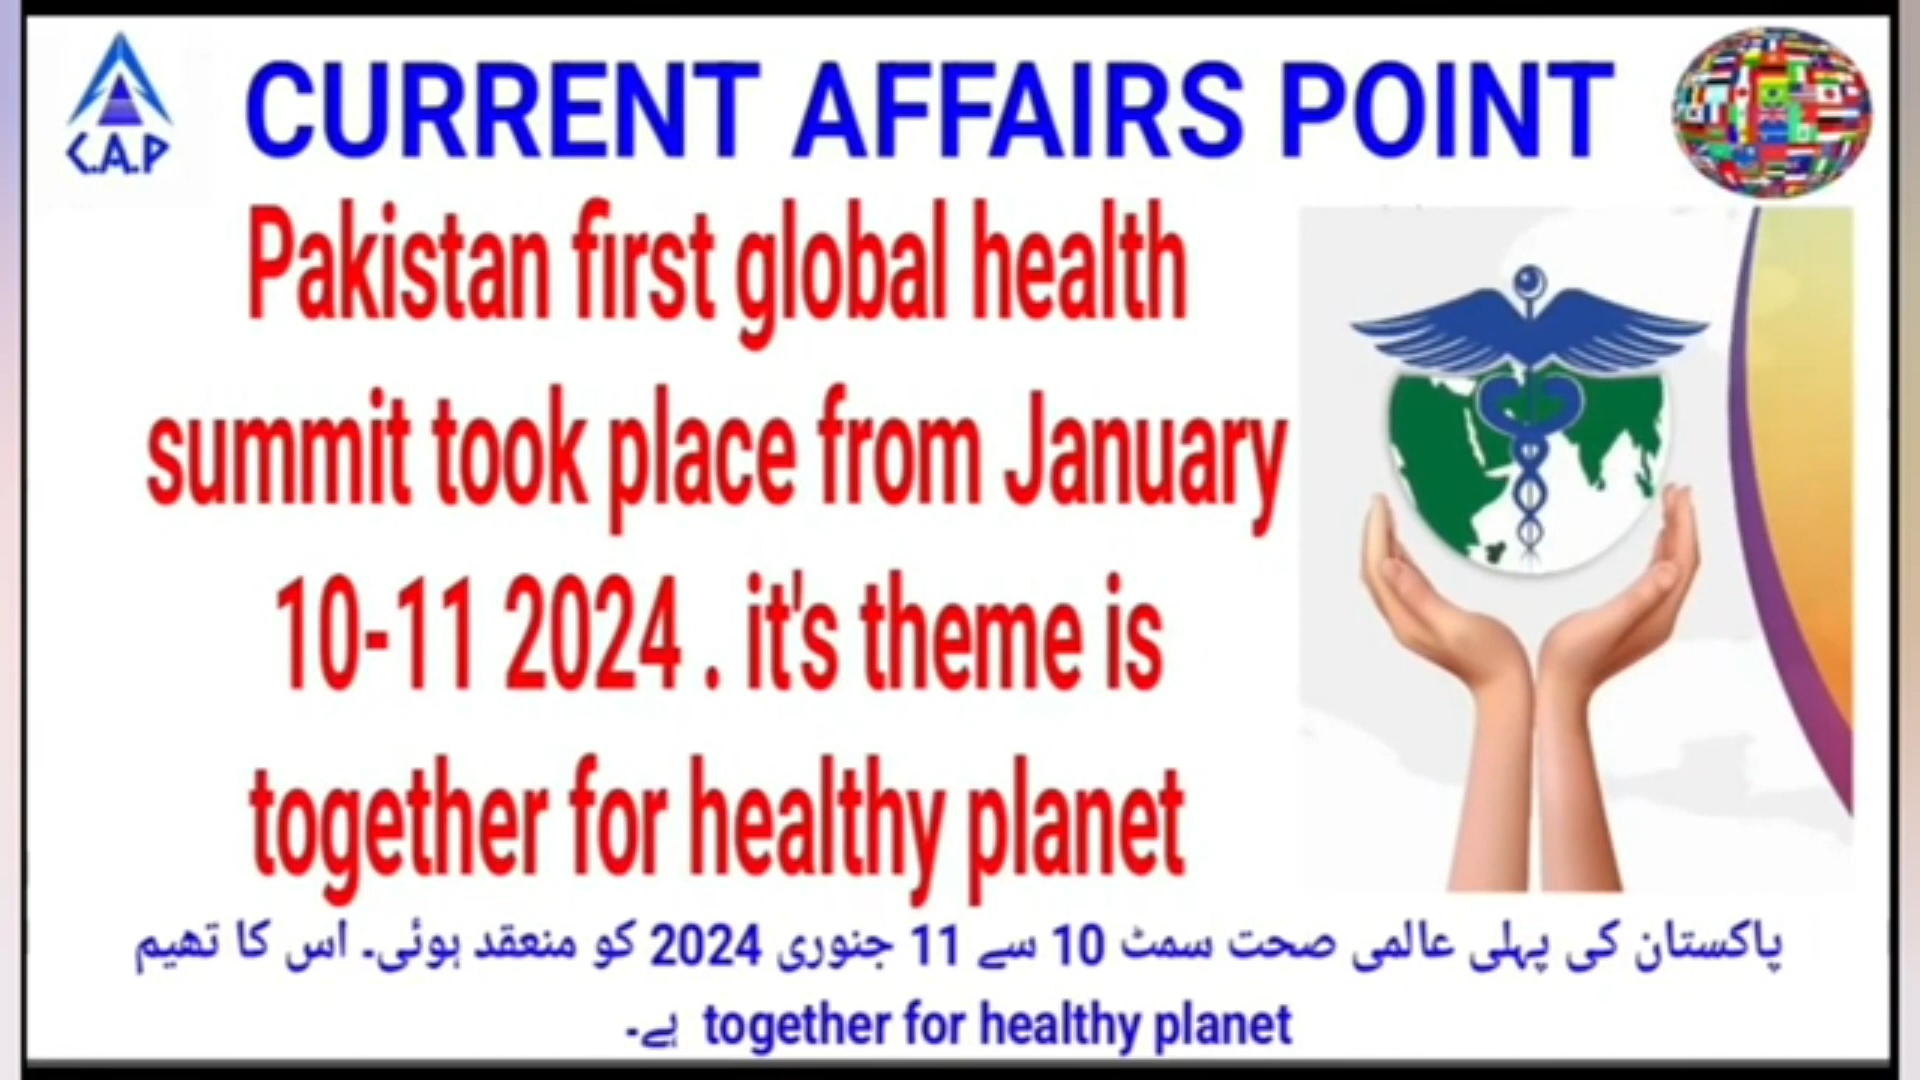 C.A.P
CURRENT AFFAIRS POINT
Pakistan first global health
summit took place from January
10-11 2024 . it's theme is
together for healthy planet
پاکستان کی پہلی عالمی صحت سمٹ 10 سے 11 جنوری 2024 کو منعقد ہوئی۔ اس کا تھیم
together for healthy planet ہے۔